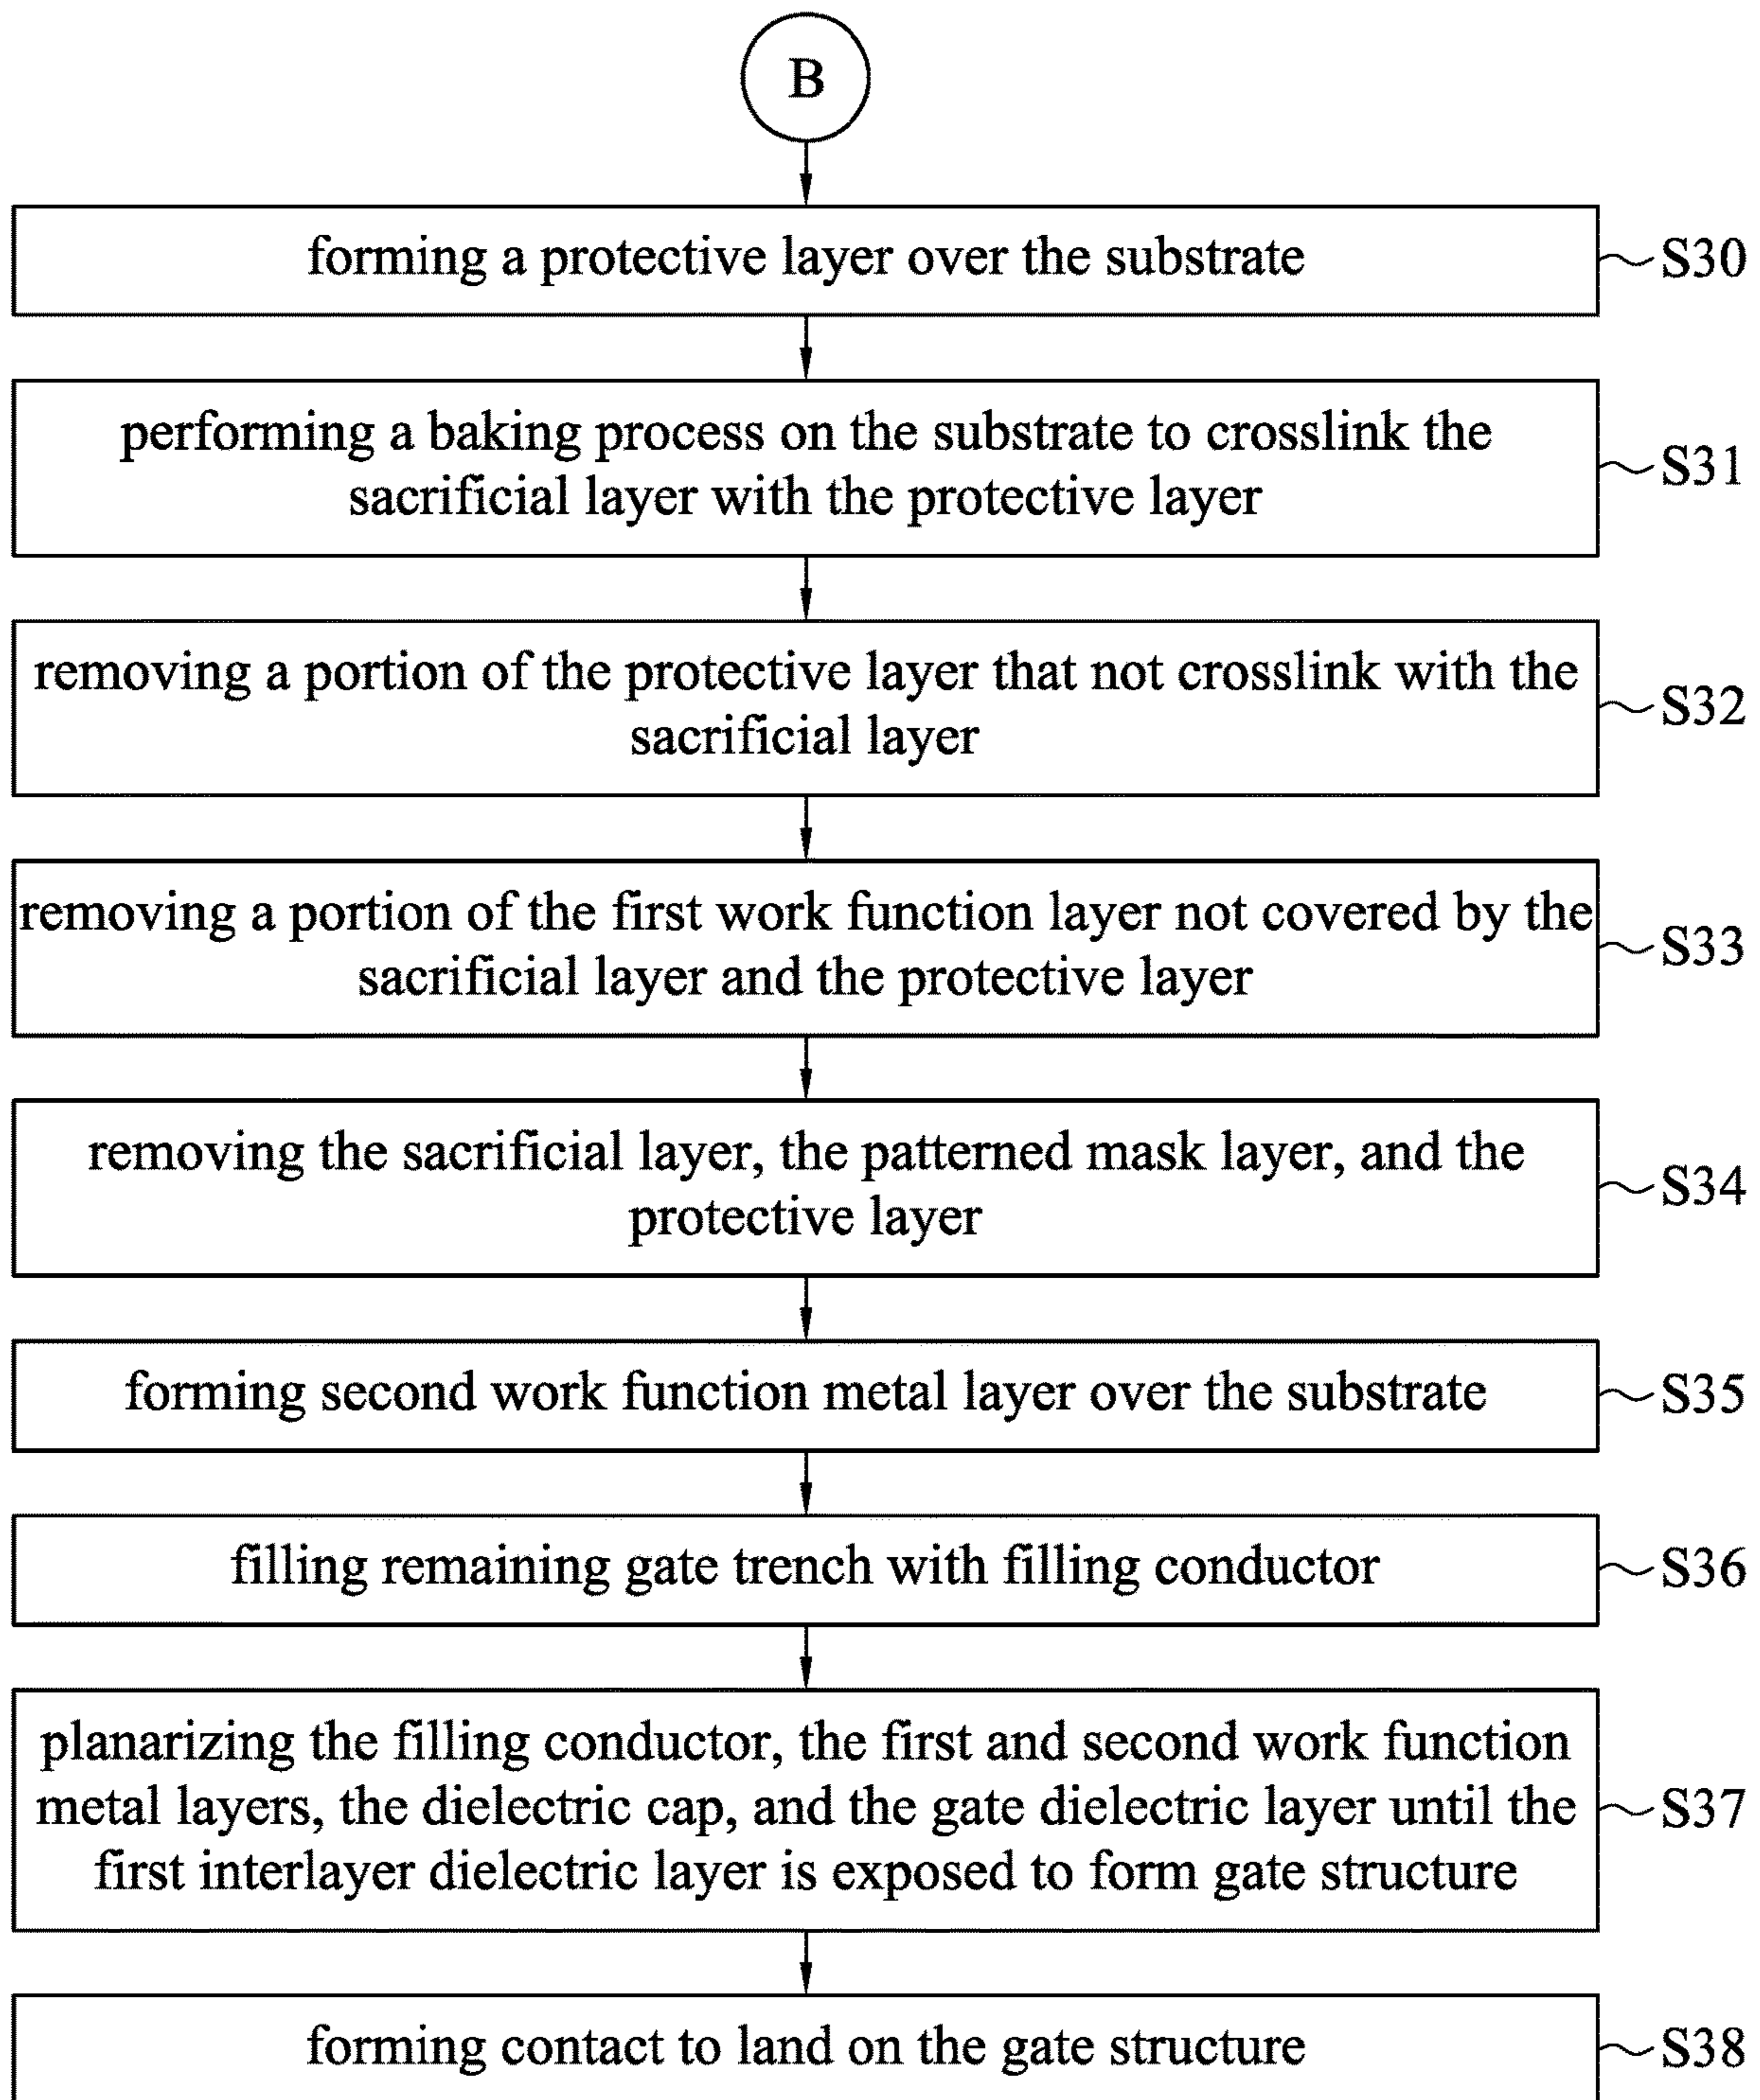 B
forming a protective layer over the substrate
S30
performing a baking process on the substrate to crosslink the
sacrificial layer with the protective layer
S31
removing a portion of the protective layer that not crosslink with the
sacrificial layer
S32
removing a portion of the first work function layer not covered by the
sacrificial layer and the protective layer
S33
removing the sacrificial layer, the patterned mask layer, and the
protective layer
S34
forming second work function metal layer over the substrate
S35
filling remaining gate trench with filling conductor
S36
planarizing the filling conductor, the first and second work function
metal layers, the dielectric cap, and the gate dielectric layer until the
first interlayer dielectric layer is exposed to form gate structure
S37
forming contact to land on the gate structure
S38